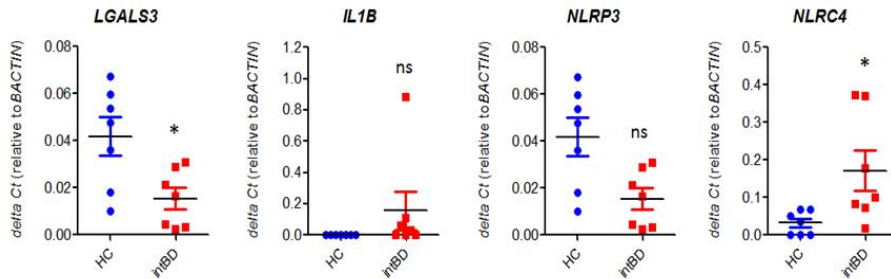 LGALS3
delta Ct (relative to BACTIN)
0.08
0.06
0.04
0.02
0.00
*
HC
intBD
IL1B
delta Ct (relative to BACTIN)
1.2
1.0
0.8
0.6
0.4
0.2
0.0
ns
HC
intBD
NLRP3
delta Ct (relative to BACTIN)
0.08
0.06
0.04
0.02
0.00
ns
HC
intBD
NLRC4
delta Ct (relative to BACTIN)
0.5
0.4
0.3
0.2
0.1
0.0
*
HC
intBD